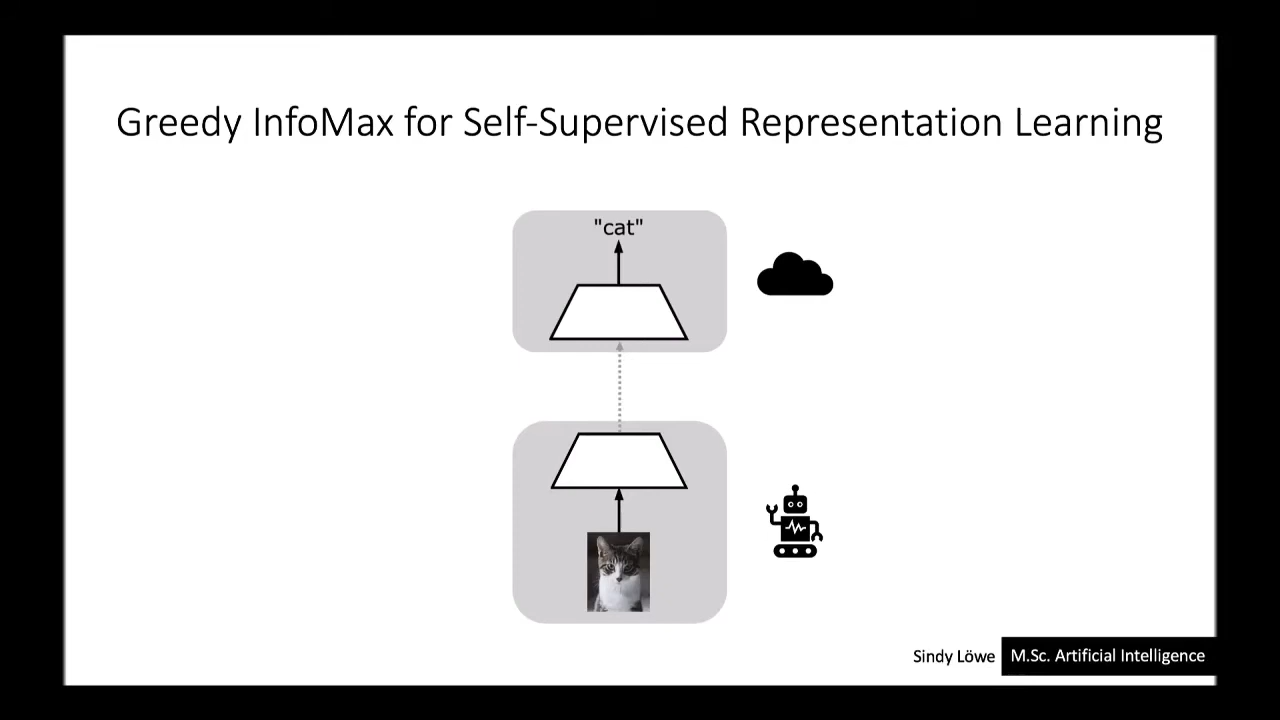 Greedy InfoMax for Self-Supervised Representation Learning
"cat"
Sindy Löwe M.Sc. Artificial Intelligence